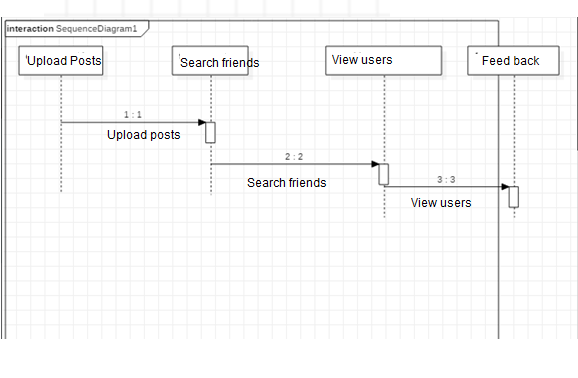 interaction SequenceDiagram1
Upload Posts
Search friends
View users
Feed back
1 : 1
Upload posts
2 : 2
Search friends
3 : 3
View users